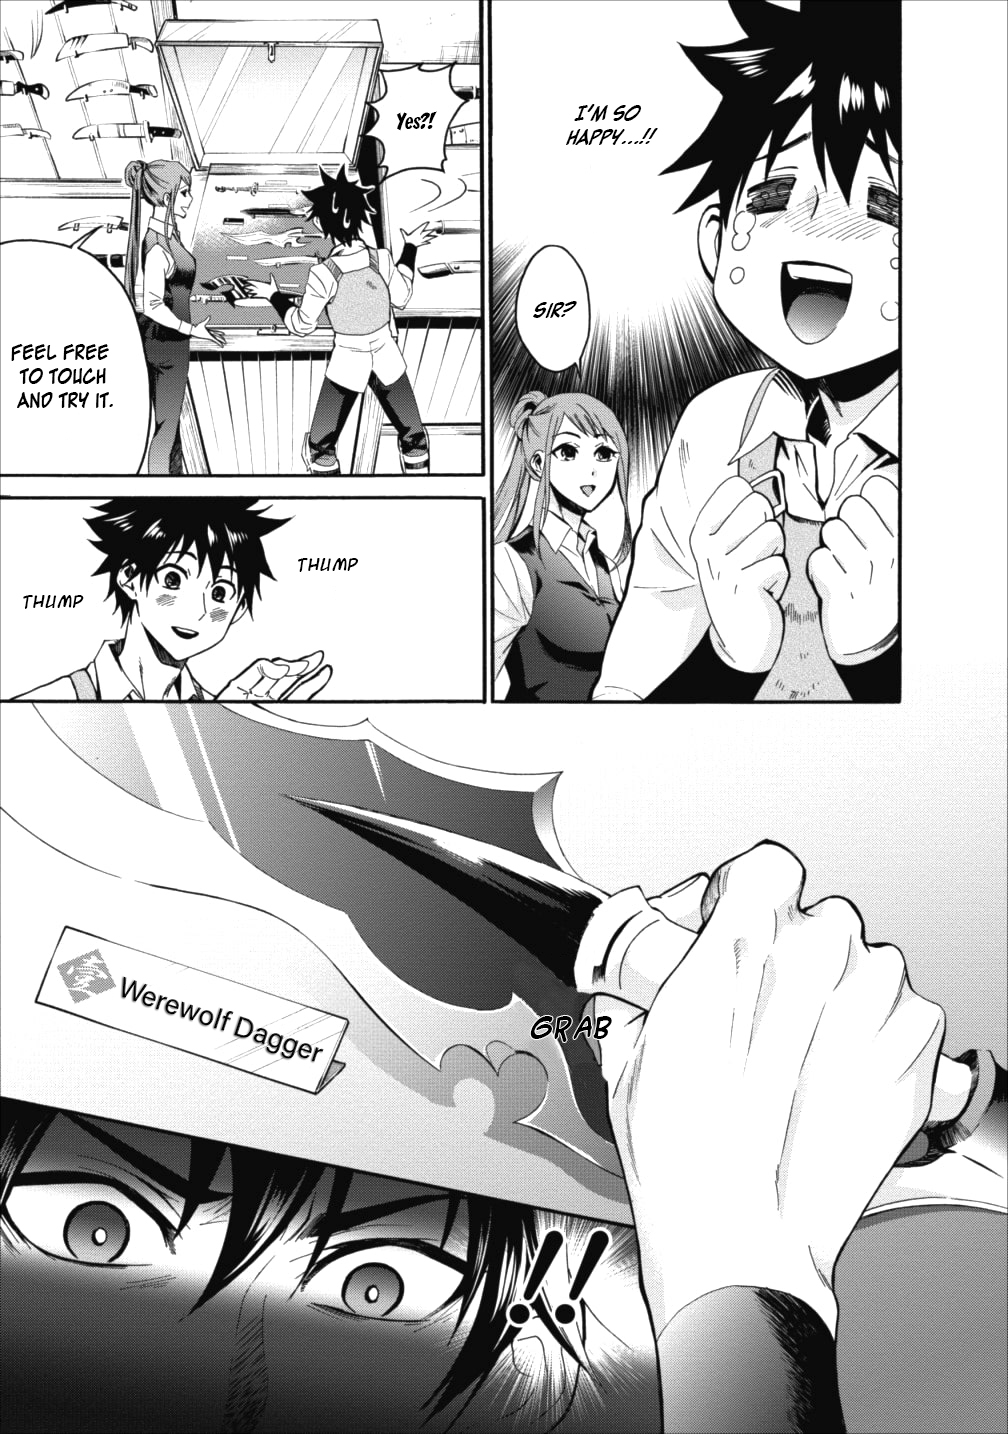 I'M SO
HAPPY...!!
SIR?
Yes?!
FEEL FREE
TO TOUCH
AND TRY IT.
THUMP
THUMP
Werewolf Dagger
GRAB
!!